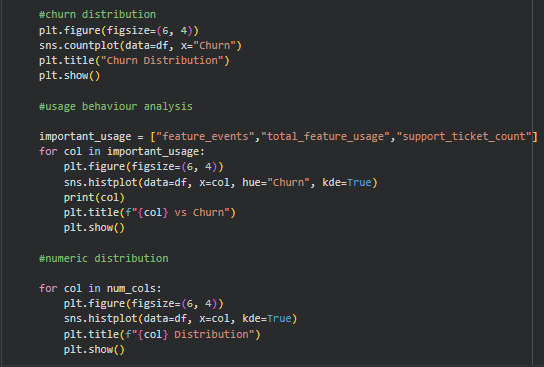 #churn distribution
plt.figure(figsize=(6, 4))
sns.countplot(data=df, x="Churn")
plt.title("Churn Distribution")
plt.show()
#usage behaviour analysis
important_usage = ["feature_events","total_feature_usage","support_ticket_count"]
for col in important_usage:
    plt.figure(figsize=(6, 4))
    sns.histplot(data=df, x=col, hue="Churn", kde=True)
    print(col)
    plt.title(f"{col} vs Churn")
    plt.show()
#numeric distribution
for col in num_cols:
    plt.figure(figsize=(6, 4))
    sns.histplot(data=df, x=col, kde=True)
    plt.title(f"{col} Distribution")
    plt.show()